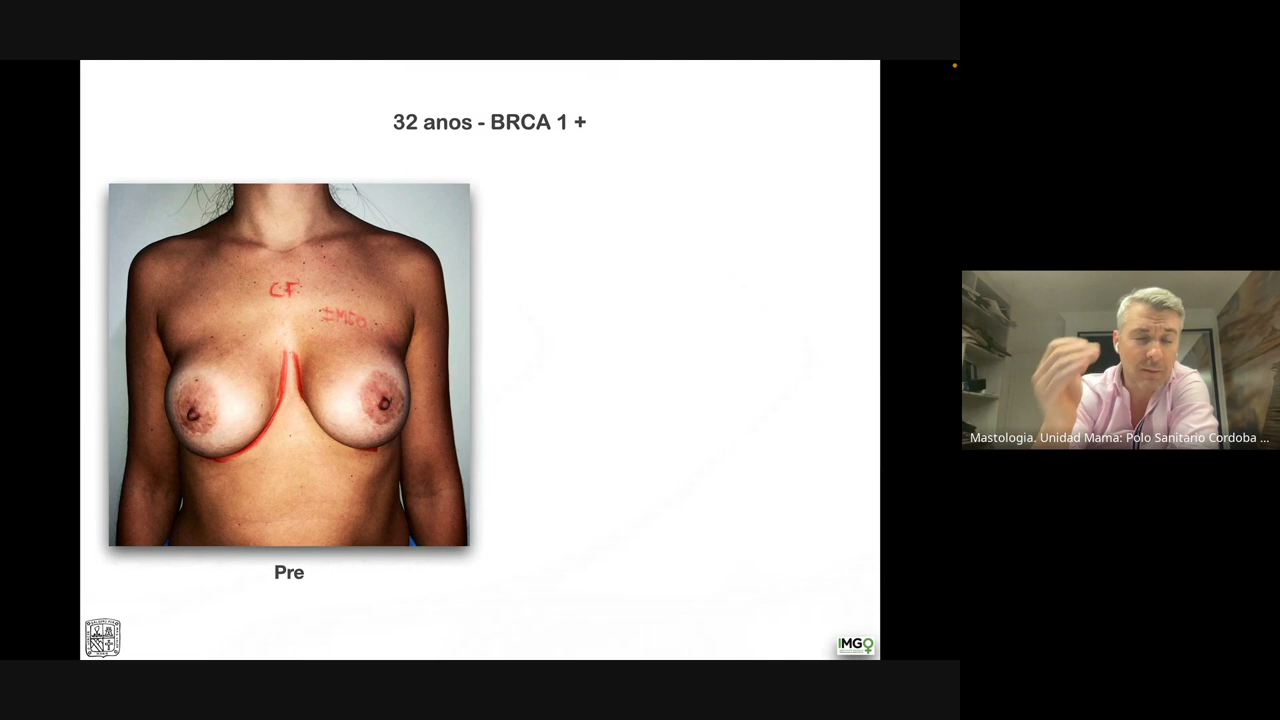 32 anos - BRCA 1 +
CF
IMGO
Pre
IMGO
Mastologia. Unidad Mama: Polo Sanitario Cordoba ...